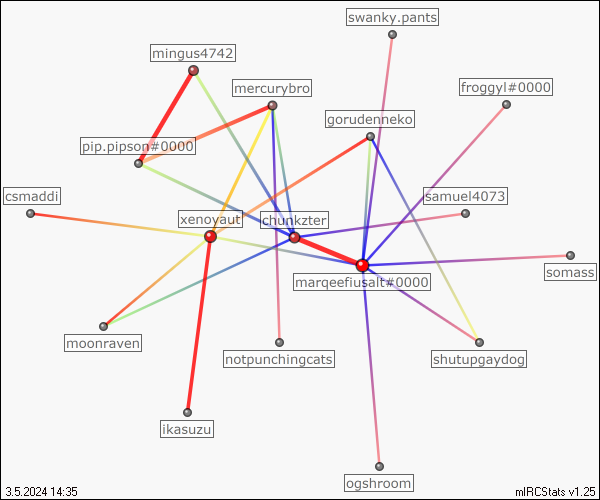 swanky.pants
mingus4742
mercurybro
froggyl#0000
gorudenneko
pip.pipson#0000
csmaddi
samuel4073
xenoyaut
chunkzter
somass
marqeefiusalt#0000
moonraven
notpunchingcats
shutupgaydog
ikasuzu
ogshroom
3.5.2024 14:35
mIRCStats v1.25